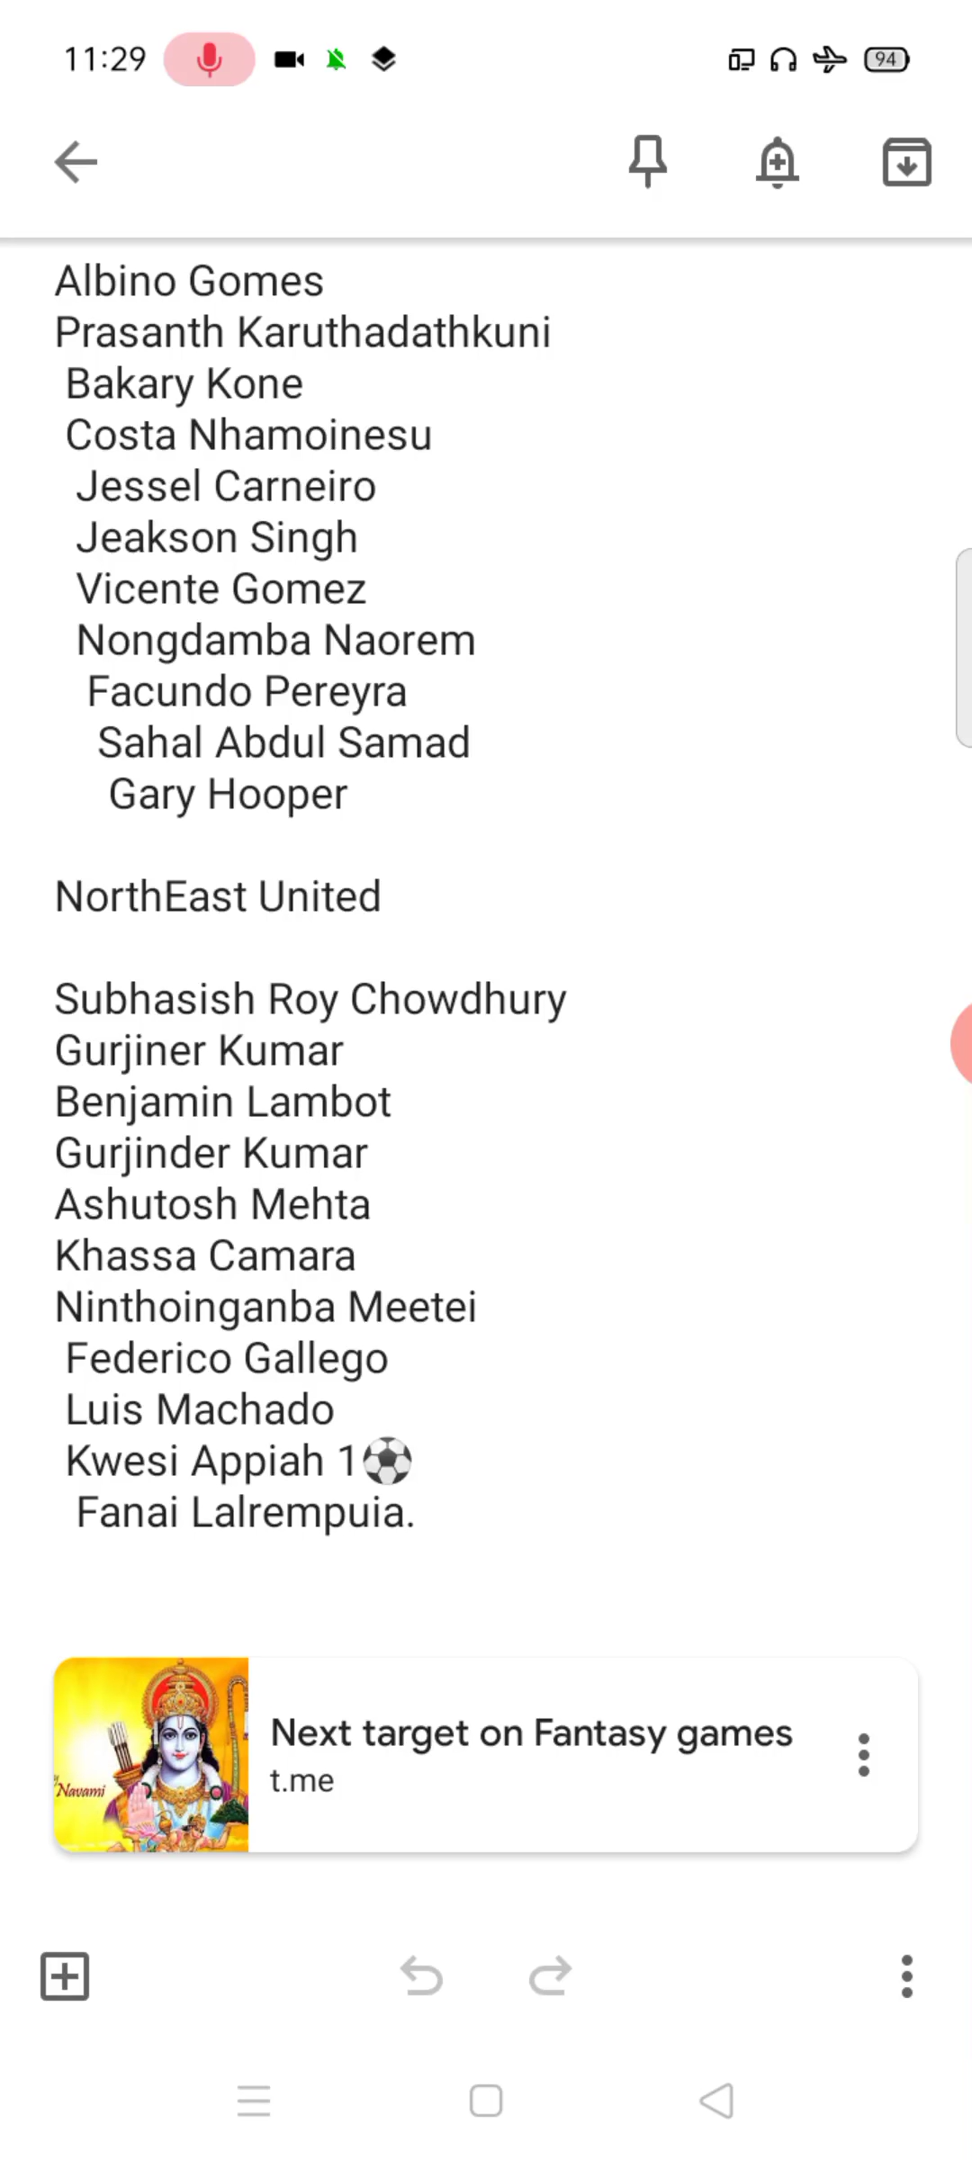 11:29
94
Albino Gomes
Prasanth Karuthadathkuni
Bakary Kone
Costa Nhamoinesu
Jessel Carneiro
Jeakson Singh
Vicente Gomez
Nongdamba Naorem
Facundo Pereyra
Sahal Abdul Samad
Gary Hooper
NorthEast United
Subhasish Roy Chowdhury
Gurjiner Kumar
Benjamin Lambot
Gurjinder Kumar
Ashutosh Mehta
Khassa Camara
Ninthoinganba Meetei
Federico Gallego
Luis Machado
Kwesi Appiah 1⚽
Fanai Lalrempuia.
Next target on Fantasy games
t.me
Navami